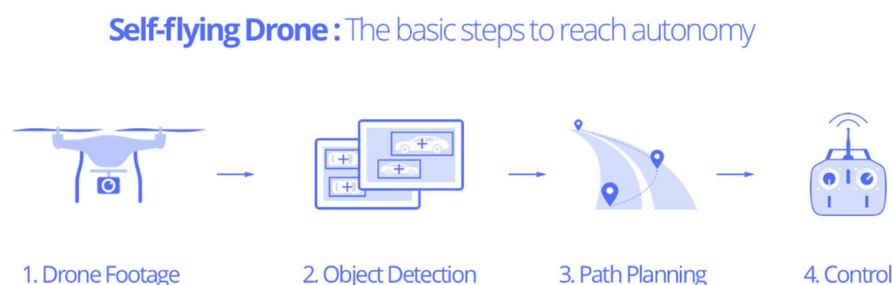 Self-flying Drone : The basic steps to reach autonomy
1. Drone Footage
2. Object Detection
3. Path Planning
4. Control